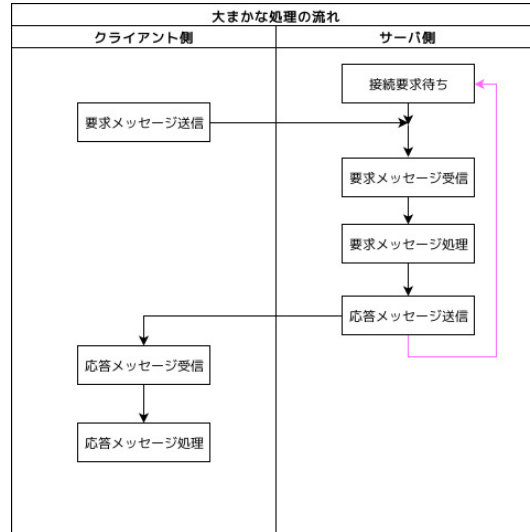 大まかな処理の流れ
クライアント側
サーバ側
接続要求待ち
要求メッセージ送信
要求メッセージ受信
要求メッセージ処理
応答メッセージ送信
応答メッセージ受信
応答メッセージ処理